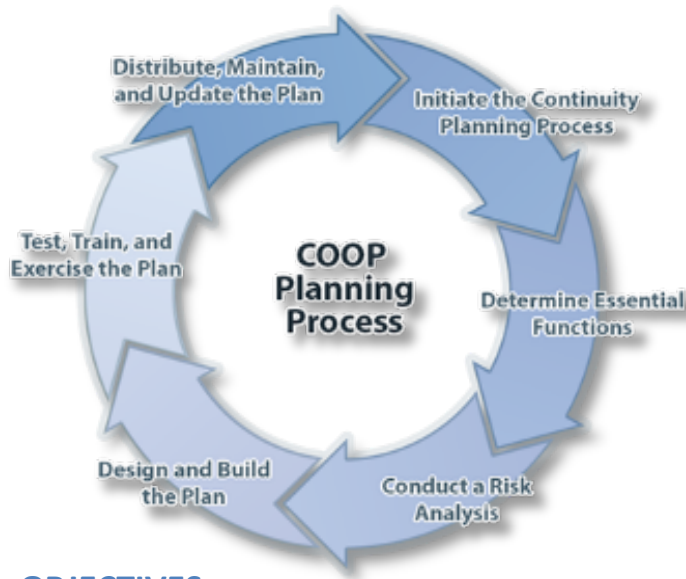 Distribute, Maintain,
and Update the Plan
Initiate the Continuity
Planning Process
Test, Train, and
Exercise the Plan
COOP
Planning
Process
Determine Essential
Functions
Design and Build
the Plan
Conduct a Risk
Analysis
OBJECTIVES